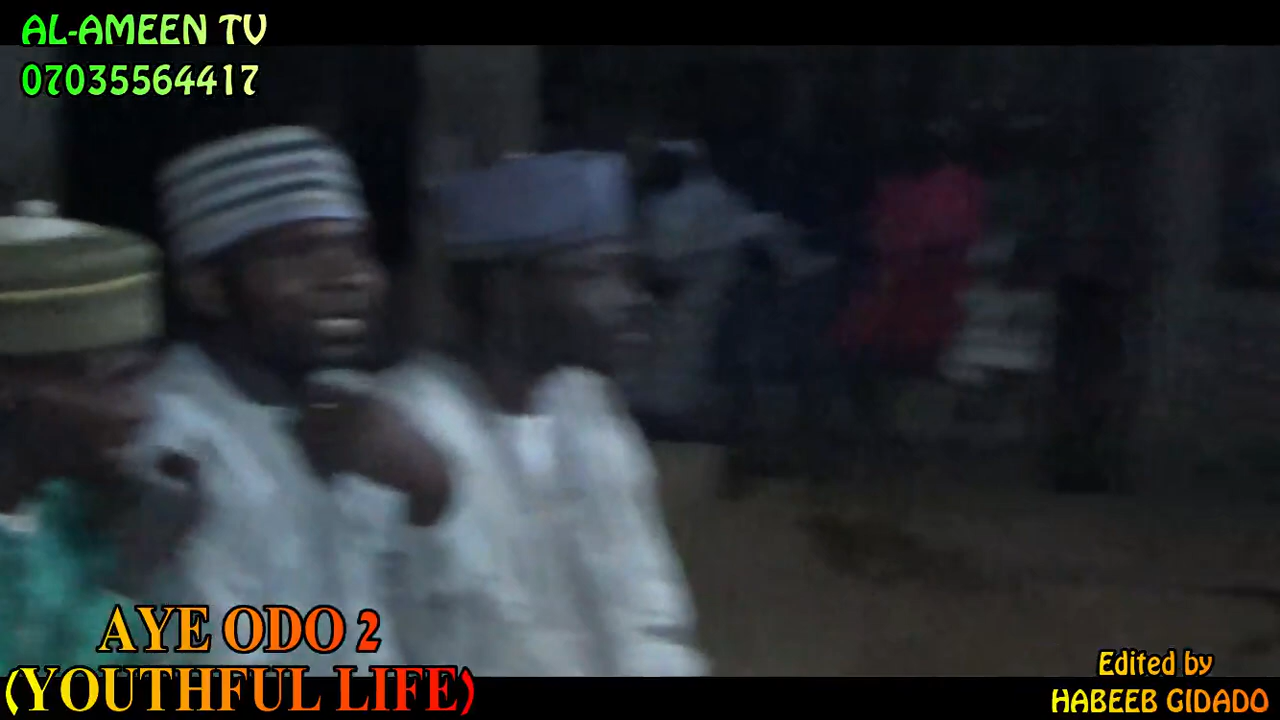 AL-AMEEN TV
07035564417
AYE ODO 2
(YOUTHFUL LIFE)
Edited by
HABEEB GIDADO